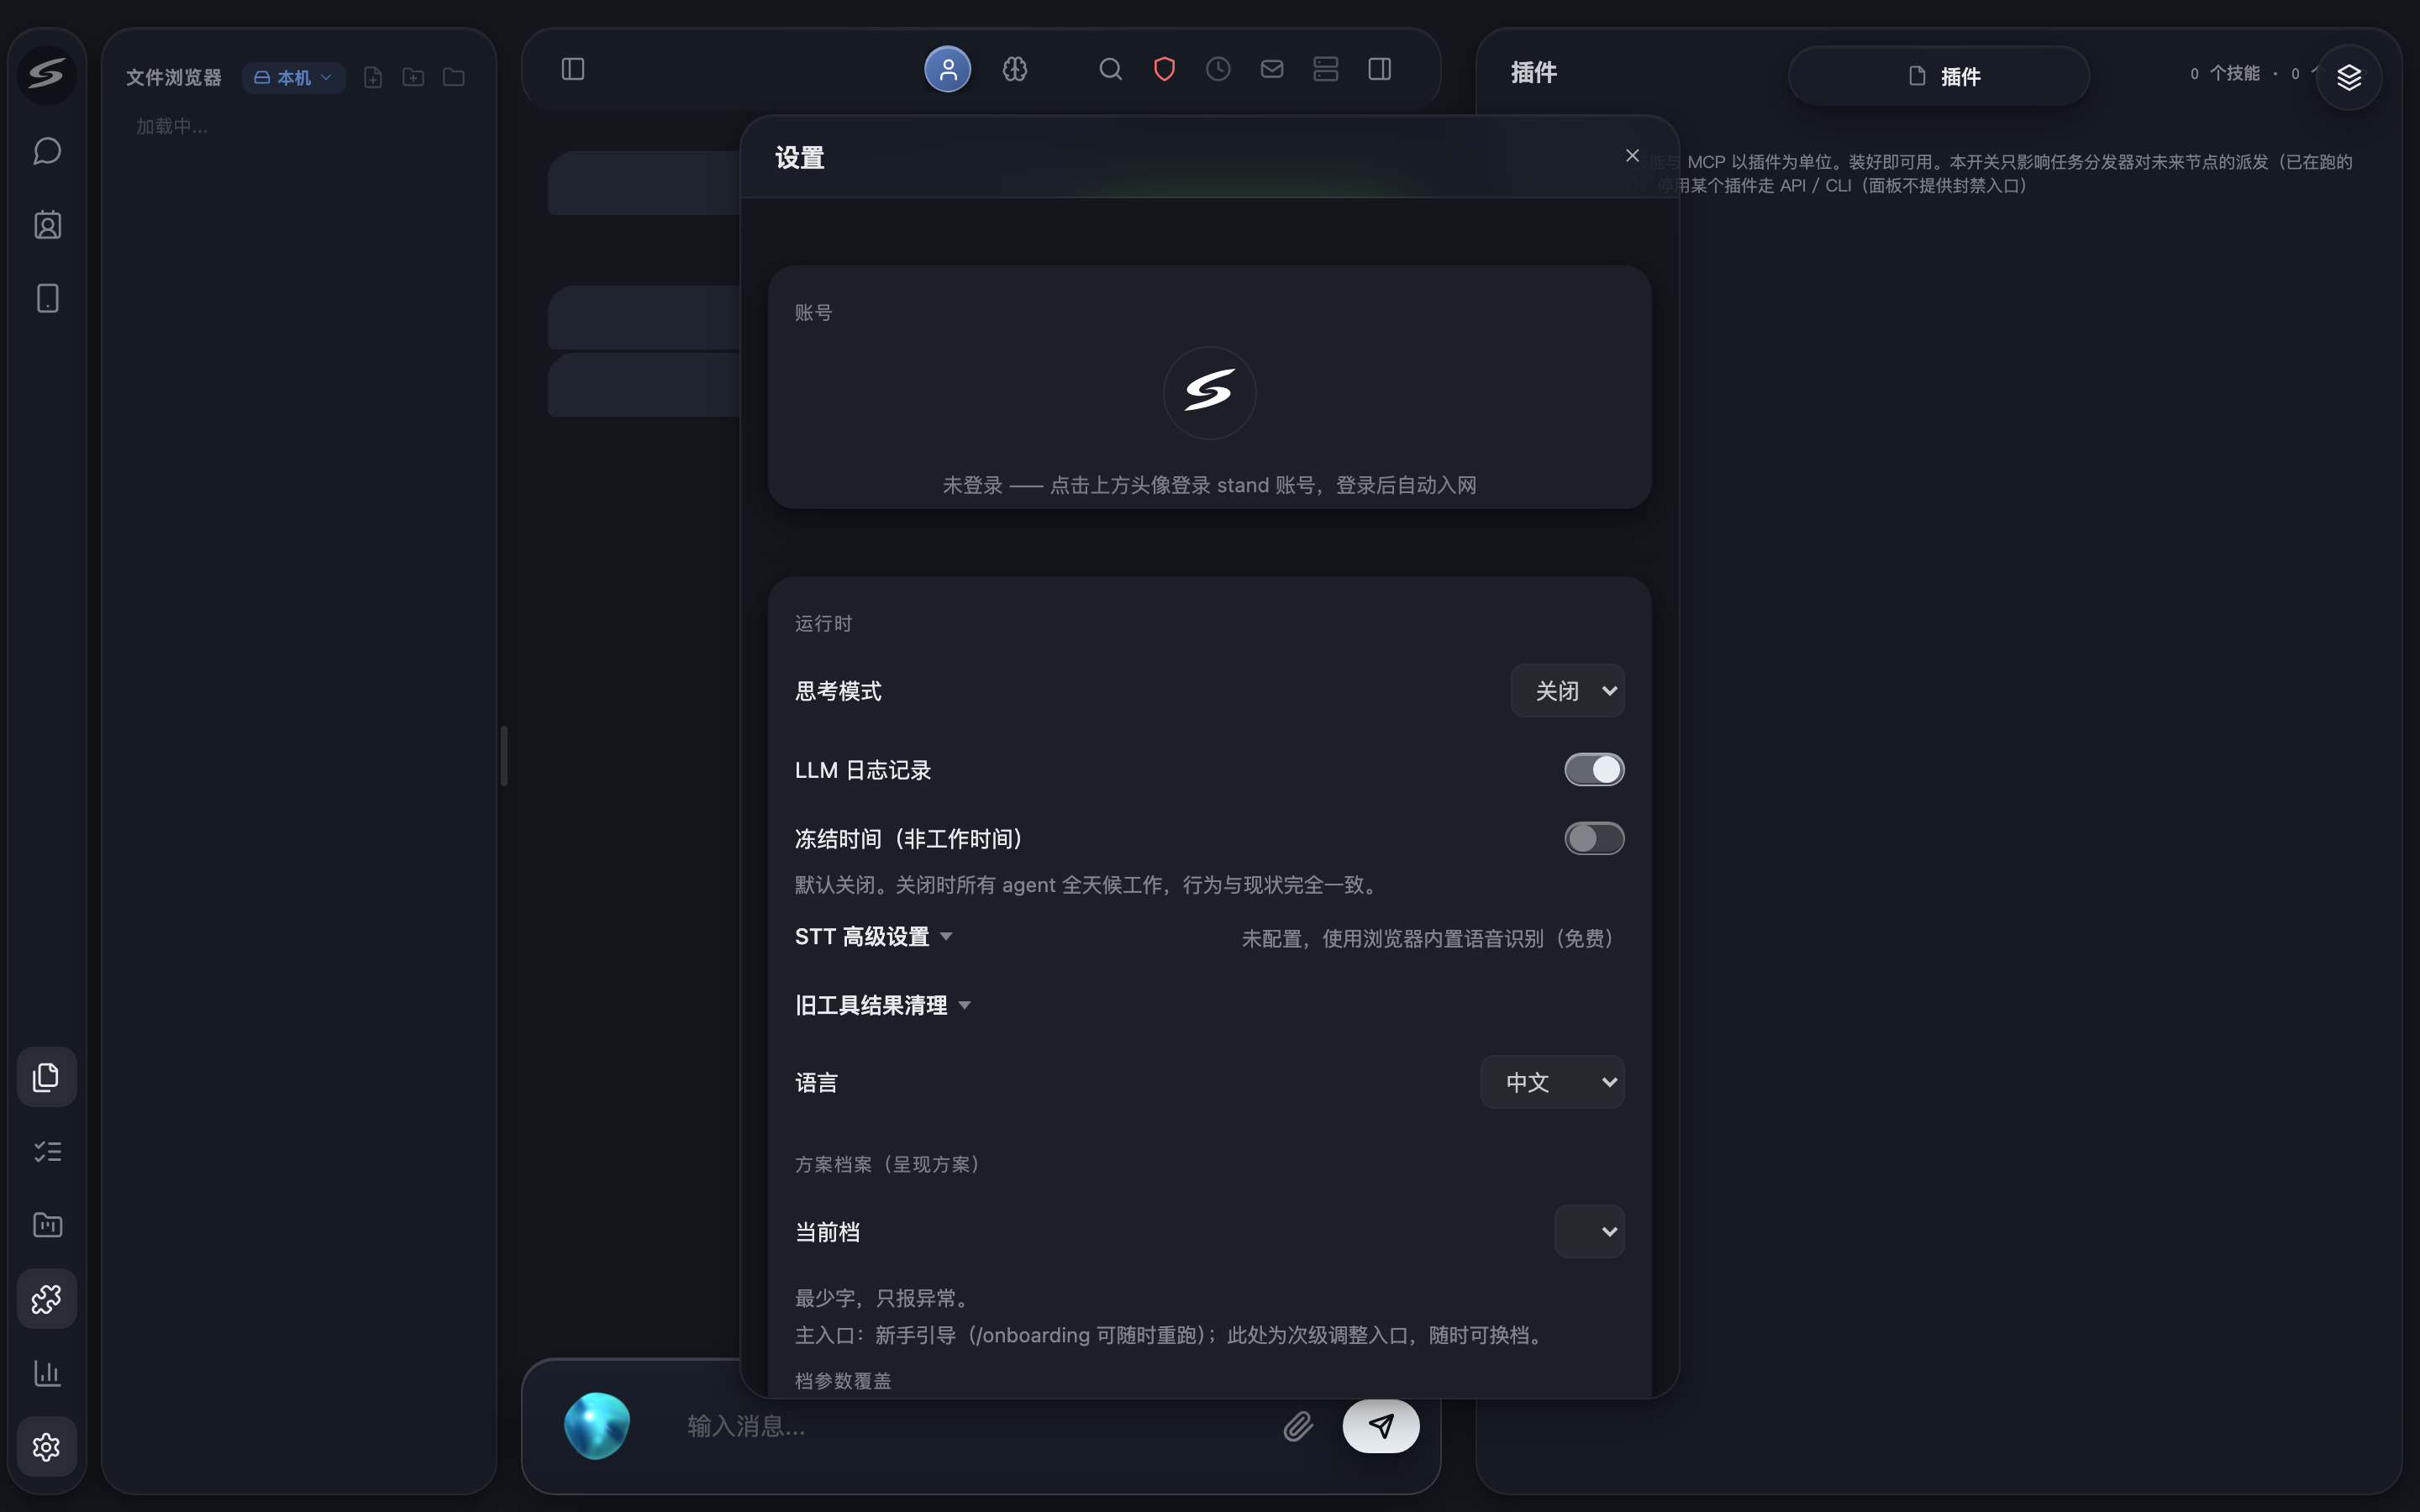 文件浏览器
本机
加载中...
插件
插件
0 个技能 · 0
MCP 以插件为单位。装好即可用。本开关只影响任务分发器对未来节点的派发（已在跑的
停用某个插件走 API / CLI（面板不提供封禁入口）
设置
账号
未登录 —— 点击上方头像登录 stand 账号，登录后自动入网
运行时
思考模式
关闭
LLM 日志记录
冻结时间（非工作时间）
默认关闭。关闭时所有 agent 全天候工作，行为与现状完全一致。
STT 高级设置
未配置，使用浏览器内置语音识别（免费）
旧工具结果清理
语言
中文
方案档案（呈现方案）
当前档
最少字，只报异常。
主入口：新手引导（/onboarding 可随时重跑）；此处为次级调整入口，随时可换档。
档参数覆盖
输入消息...